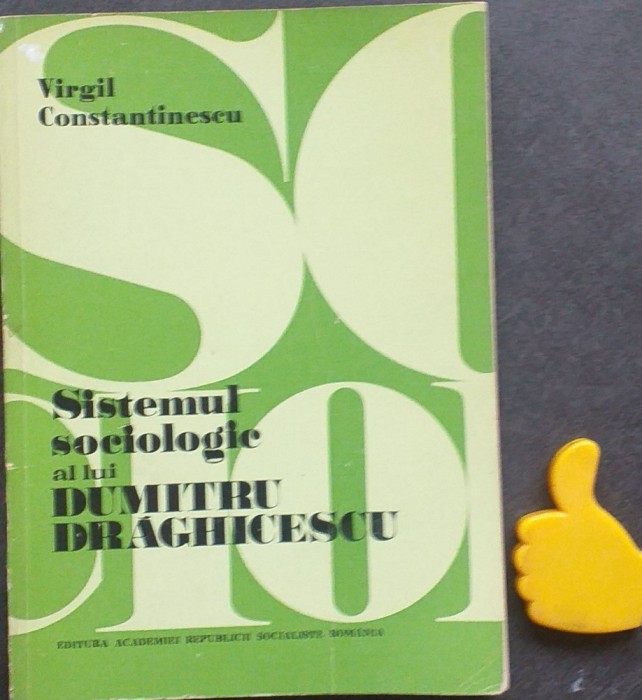 Virgil
Constantinescu
Sistemul
sociologic
al lui
DUMITRU
DRĂGHICESCU
EDITURA ACADEMIEI REPUBLICII SOCIALISTE ROMÂNIA